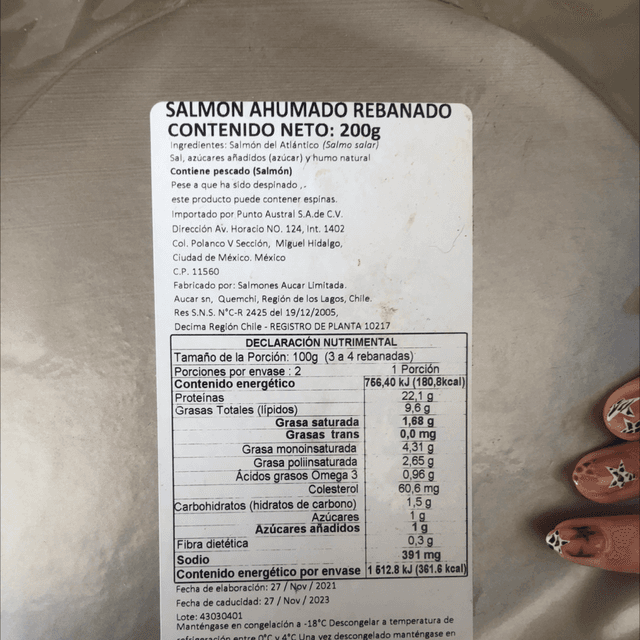 SALMON AHUMADO REBANADO
CONTENIDO NETO: 200g
Ingredientes: Salmón del Atlántico (Salmo salar)
Sal, azúcares añadidos (azúcar) y humo natural
Contiene pescado (Salmón)
Pese a que ha sido despinado ,.
este producto puede contener espinas.
Importado por Punto Austral S.A.de C.V.
Dirección Av. Horacio NO. 124, Int. 1402
Col. Polanco V Sección, Miguel Hidalgo,
Ciudad de México. México
C.P. 11560
Fabricado por: Salmones Aucar Limitada.
Aucar sn, Quemchi, Región de los Lagos, Chile.
Res S.N.S. N°C-R 2425 del 19/12/2005,
Decima Región Chile - REGISTRO DE PLANTA 10217
DECLARACIÓN NUTRIMENTAL
Tamaño de la Porción: 100g (3 a 4 rebanadas)
Porciones por envase : 2 1 Porción
Contenido energético 756,40 kJ (180,8kcal)
Proteínas 22,1 g
Grasas Totales (lípidos) 9,6 g
Grasa saturada 1,68 g
Grasas trans 0,0 mg
Grasa monoinsaturada 4,31 g
Grasa poliinsaturada 2,65 g
Ácidos grasos Omega 3 0,96 g
Colesterol 60,6 mg
Carbohidratos (hidratos de carbono) 1,5 g
Azúcares 1 g
Azúcares añadidos 1 g
Fibra dietética 0,3 g
Sodio 391 mg
Contenido energético por envase 1 512.8 kJ (361.6 kcal)
Fecha de elaboración: 27 / Nov / 2021
Fecha de caducidad: 27 / Nov / 2023
Lote: 43030401
Manténgase en congelación a -18°C Descongelar a temperatura de
refrigeración entre 0°C y 4°C Una vez descongelado manténgase en